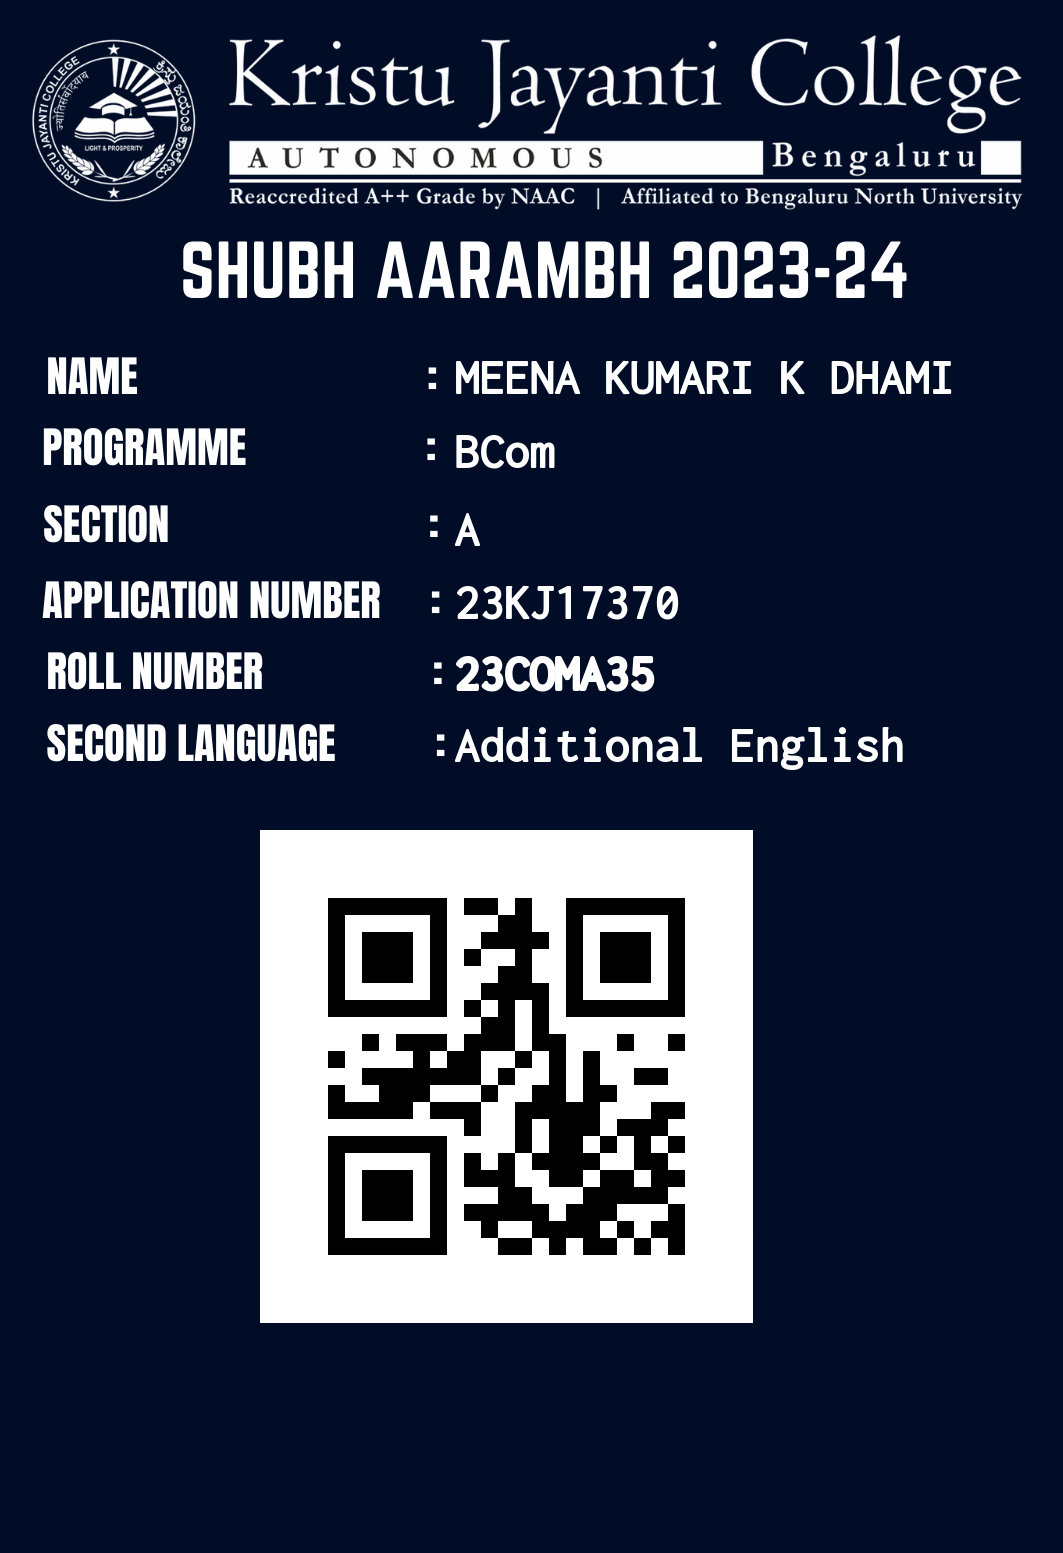 KRISTU JAYANTI COLLEGE
ಕ್ರಿಸ್ತು ಜಯಂತಿ ಕಾಲೇಜು
LIGHT & PROSPERITY
Kristu Jayanti College
AUTONOMOUS Bengaluru
Reaccredited A++ Grade by NAAC | Affiliated to Bengaluru North University
SHUBH AARAMBH 2023-24
NAME : MEENA KUMARI K DHAMI
PROGRAMME : BCom
SECTION : A
APPLICATION NUMBER : 23KJ17370
ROLL NUMBER : 23COMA35
SECOND LANGUAGE : Additional English